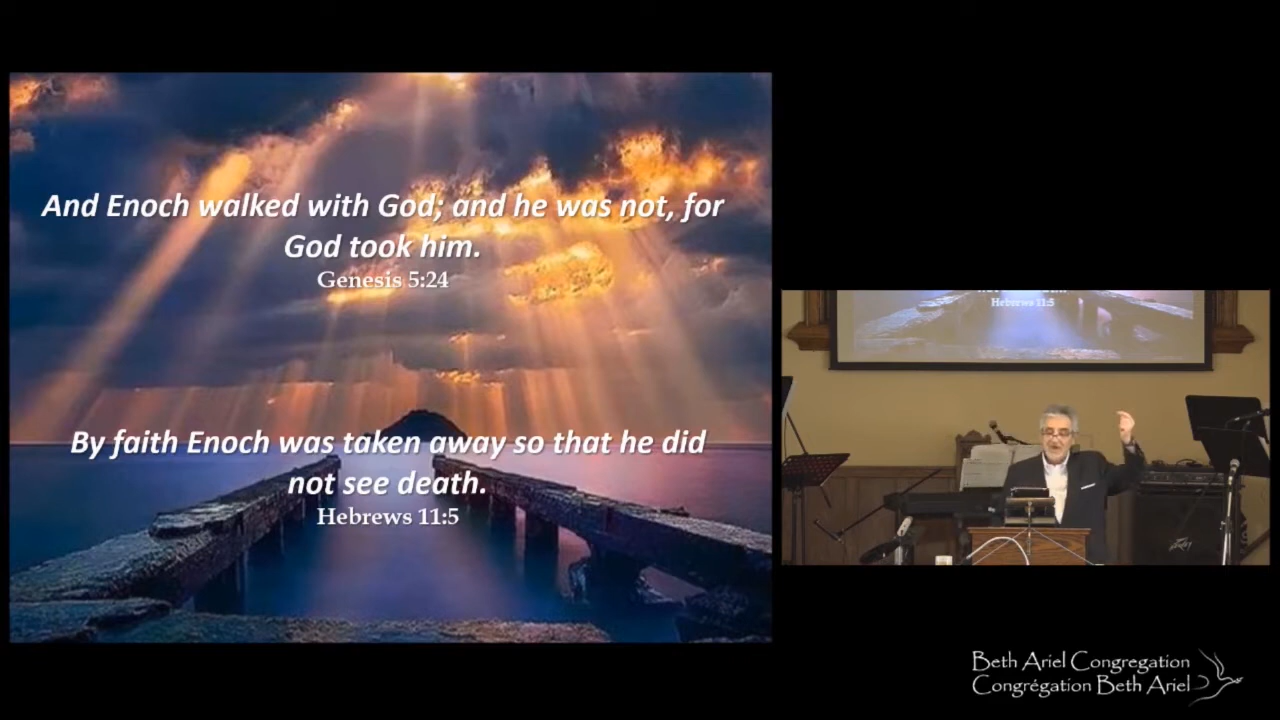 And Enoch walked with God; and he was not, for
God took him.
Genesis 5:24
By faith Enoch was taken away so that he did
not see death.
Hebrews 11:5
Hebrews 11:5
PEAVEY
Beth Ariel Congregation
Congrégation Beth Ariel